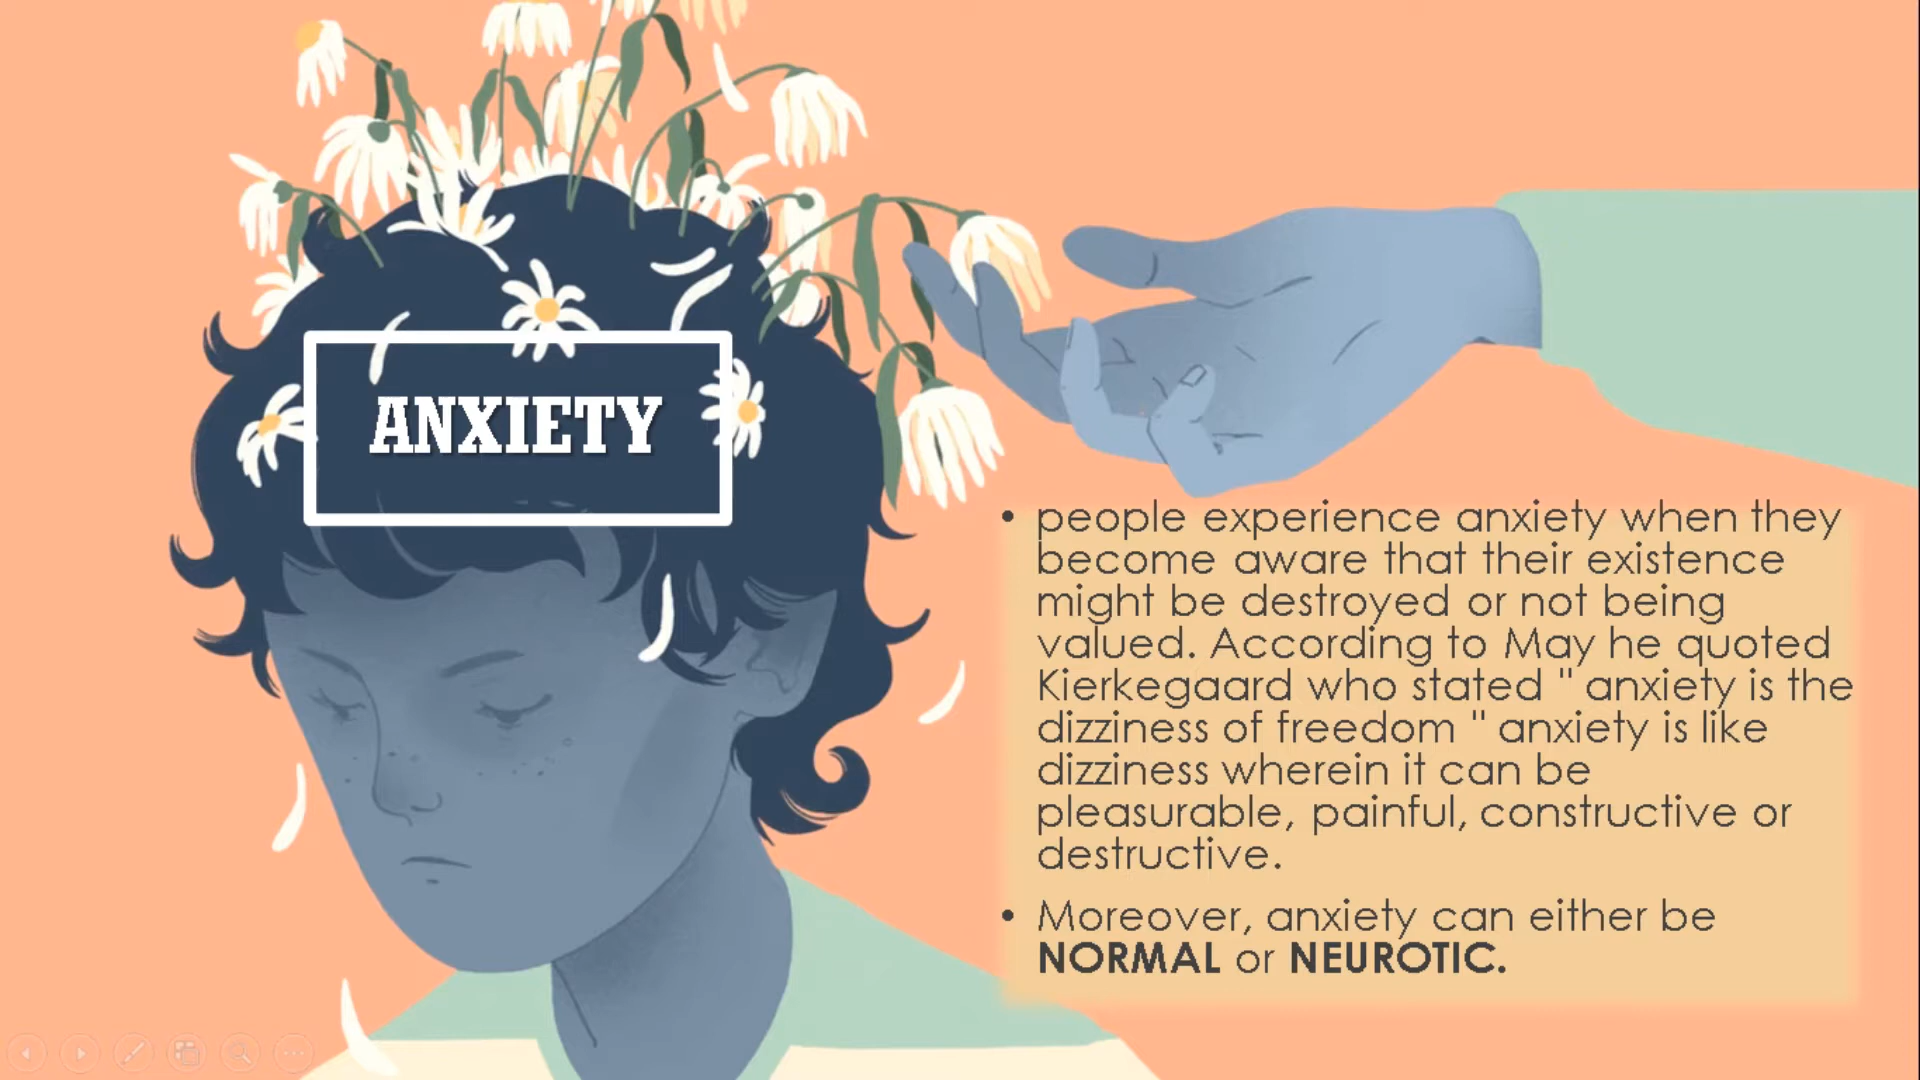 ANXIETY
• people experience anxiety when they
become aware that their existence
might be destroyed or not being
valued. According to May he quoted
Kierkegaard who stated " anxiety is the
dizziness of freedom " anxiety is like
dizziness wherein it can be
pleasurable, painful, constructive or
destructive.
• Moreover, anxiety can either be
NORMAL or NEUROTIC.